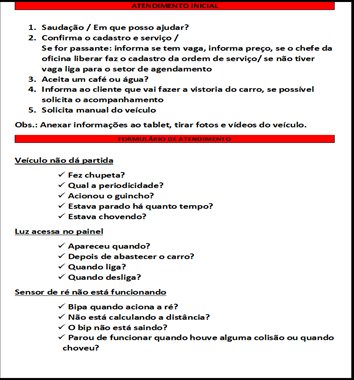 ATENDIMENTO INICIAL
1. Saudação / Em que posso ajudar?
2. Confirma o cadastro e serviço /
Se for passante: informa se tem vaga, informa preço, se o chefe da
oficina liberar faz o cadastro da ordem de serviço/ se não tiver
vaga liga para o setor de agendamento
3. Aceita um café ou água?
4. Informa ao cliente que vai fazer a vistoria do carro, se possível
solicita o acompanhamento
5. Solicita manual do veículo
Obs.: Anexar informações ao tablet, tirar fotos e vídeos do veículo.
FORMULÁRIO DE ATENDIMENTO
Veículo não dá partida
✓ Fez chupeta?
✓ Qual a periodicidade?
✓ Acionou o guincho?
✓ Estava parado há quanto tempo?
✓ Estava chovendo?
Luz acessa no painel
✓ Apareceu quando?
✓ Depois de abastecer o carro?
✓ Quando liga?
✓ Quando desliga?
Sensor de ré não está funcionando
✓ Bipa quando aciona a ré?
✓ Não está calculando a distância?
✓ O bip não está saindo?
✓ Parou de funcionar quando houve alguma colisão ou quando
choveu?